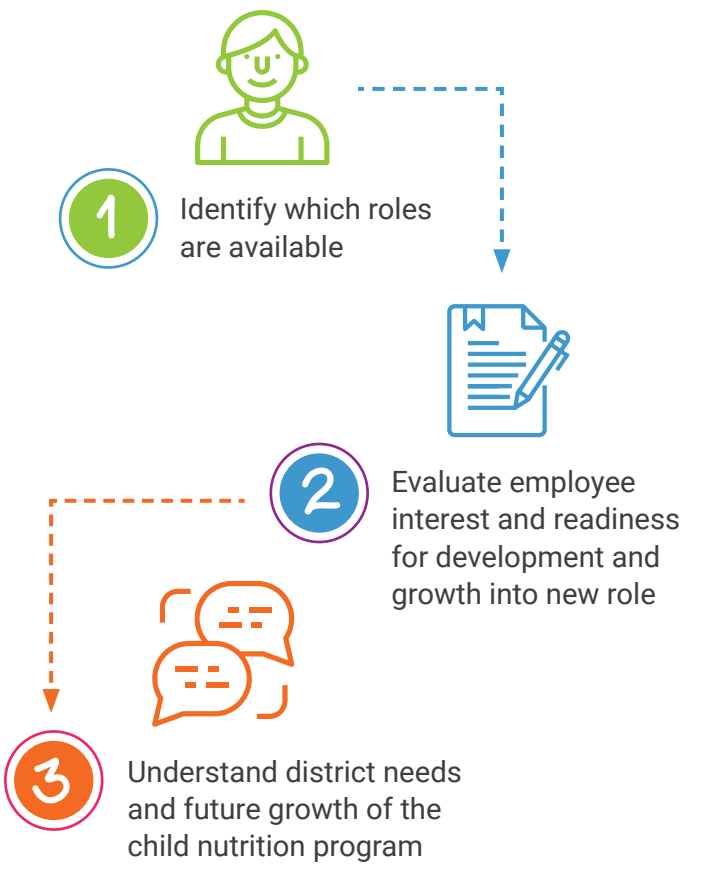 1
Identify which roles
are available
2
Evaluate employee
interest and readiness
for development and
growth into new role
3
Understand district needs
and future growth of the
child nutrition program